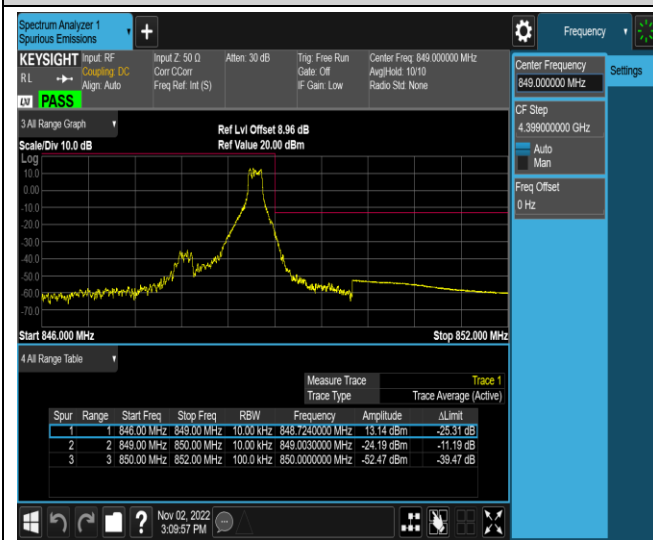 Spectrum Analyzer 1
Spurious Emissions
Frequency
KEYSIGHT Input: RF Input Z: 50 Ω Atten: 30 dB Trig: Free Run Center Freq: 849.000000 MHz
RL Coupling: DC Corr CCorr Gate: Off Avg|Hold: 10/10
Align: Auto Freq Ref: Int (S) IF Gain: Low Radio Std: None
LXI PASS
Center Frequency
849.000000 MHz
Settings
CF Step
4.399000000 GHz
Auto
Man
Freq Offset
0 Hz
3 All Range Graph
Ref Lvl Offset 8.96 dB
Scale/Div 10.0 dB Ref Value 20.00 dBm
Log
10.0
0.00
-10.0
-20.0
-30.0
-40.0
-50.0
-60.0
-70.0
Start 846.000 MHz Stop 852.000 MHz
4 All Range Table
Measure Trace Trace 1
Trace Type Trace Average (Active)
Spur Range Start Freq Stop Freq RBW Frequency Amplitude ΔLimit
1 1 846.00 MHz 849.00 MHz 10.00 kHz 848.7240000 MHz 13.14 dBm -25.31 dB
2 2 849.00 MHz 850.00 MHz 10.00 kHz 849.0030000 MHz -24.19 dBm -11.19 dB
3 3 850.00 MHz 852.00 MHz 100.0 kHz 850.0000000 MHz -52.47 dBm -39.47 dB
Nov 02, 2022
3:09:57 PM